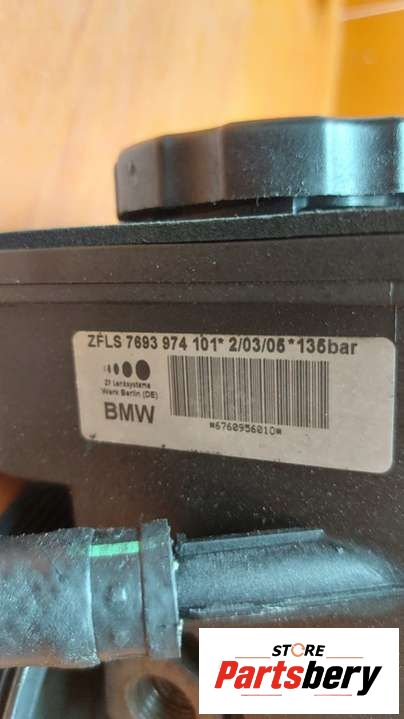 ZFLS 7693 974 101* 2/03/05 *135bar
ZF Lenksysteme
Werk Berlin (DE)
BMW
*6760956010*
STORE
Partsbery